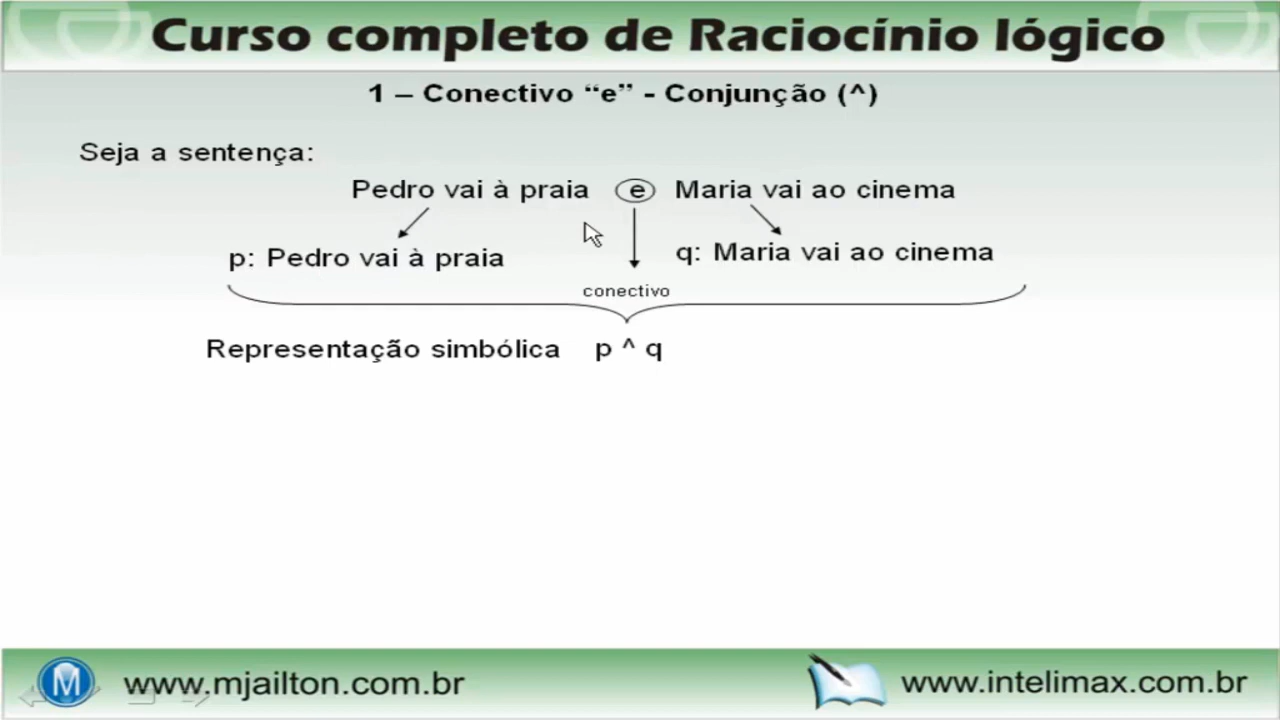 Curso completo de Raciocínio lógico
1 – Conectivo “e” - Conjunção (^)
Seja a sentença:
Pedro vai à praia e Maria vai ao cinema
p: Pedro vai à praia q: Maria vai ao cinema
conectivo
Representação simbólica p ^ q
M www.mjailton.com.br www.intelimax.com.br